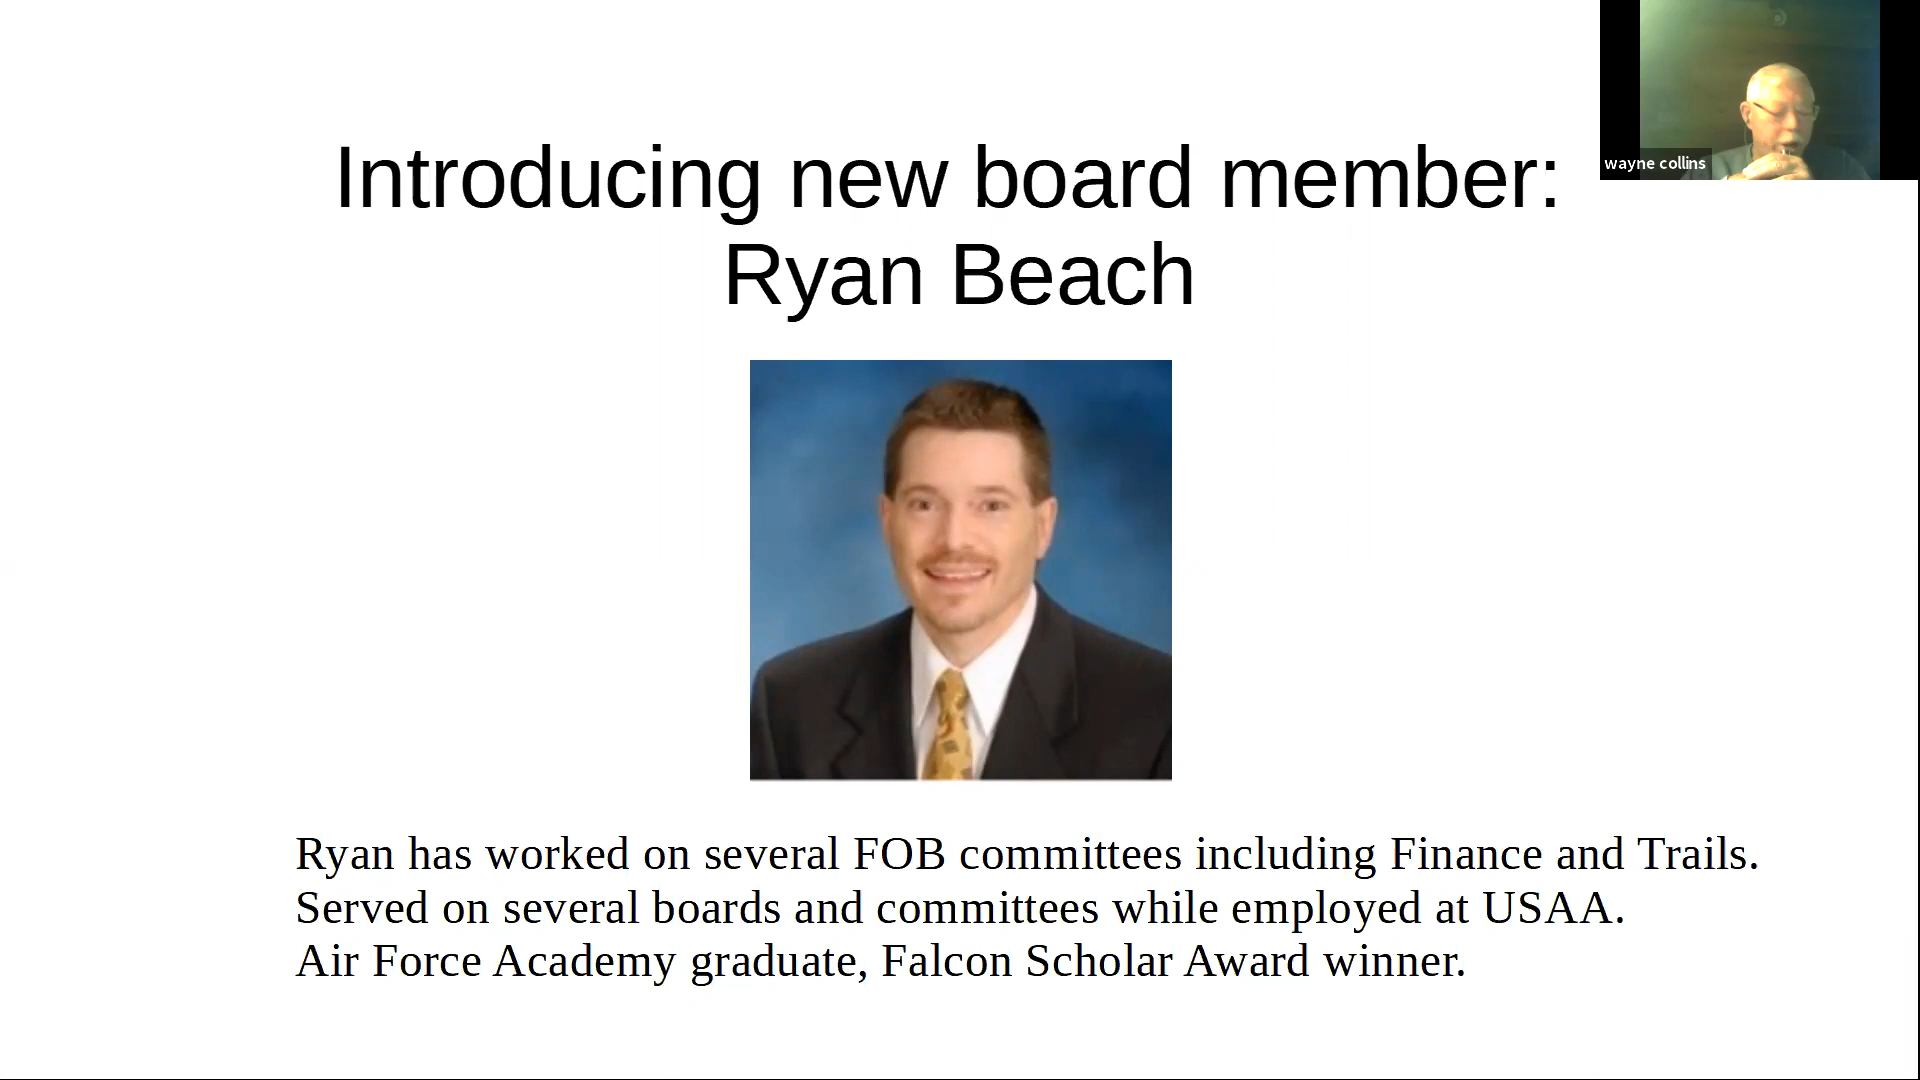 Introducing new board member:
Ryan Beach
wayne collins
Ryan has worked on several FOB committees including Finance and Trails.
Served on several boards and committees while employed at USAA.
Air Force Academy graduate, Falcon Scholar Award winner.